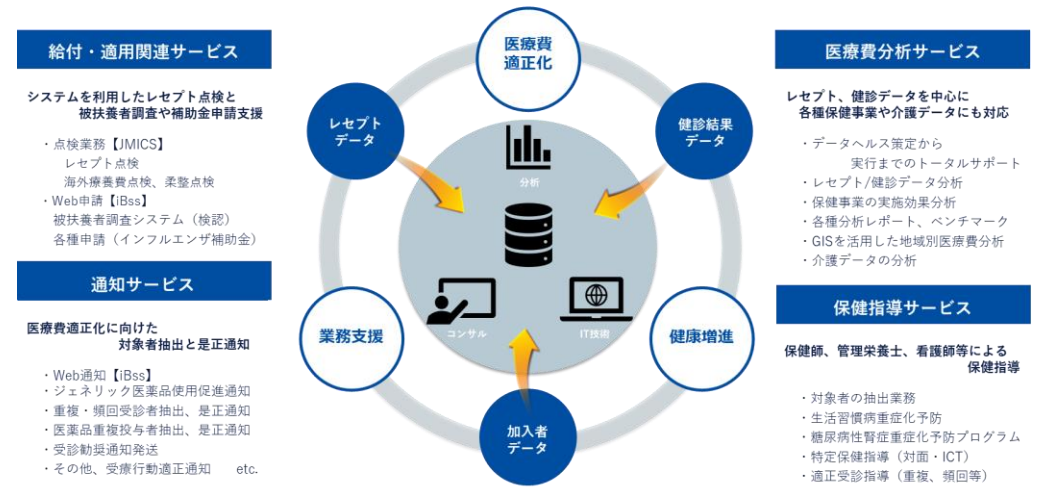 給付・適用関連サービス
システムを利用したレセプト点検と
被扶養者調査や補助金申請支援
・点検業務【JMICS】
レセプト点検
海外療養費点検、柔整点検
・Web申請【iBss】
被扶養者調査システム（検認）
各種申請（インフルエンザ補助金）
通知サービス
医療費適正化に向けた
対象者抽出と是正通知
・Web通知【iBss】
・ジェネリック医薬品使用促進通知
・重複・頻回受診者抽出、是正通知
・医薬品重複投与者抽出、是正通知
・受診勧奨通知発送
・その他、受療行動適正通知　etc.
医療費
適正化
レセプト
データ
健診結果
データ
分析
コンサル
IT技術
業務支援
健康増進
加入者
データ
医療費分析サービス
レセプト、健診データを中心に
各種保健事業や介護データにも対応
・データヘルス策定から
実行までのトータルサポート
・レセプト/健診データ分析
・保健事業の実施効果分析
・各種分析レポート、ベンチマーク
・GISを活用した地域別医療費分析
・介護データの分析
保健指導サービス
保健師、管理栄養士、看護師等による
保健指導
・対象者の抽出業務
・生活習慣病重症化予防
・糖尿病性腎症重症化予防プログラム
・特定保健指導（対面・ICT）
・適正受診指導（重複、頻回等）